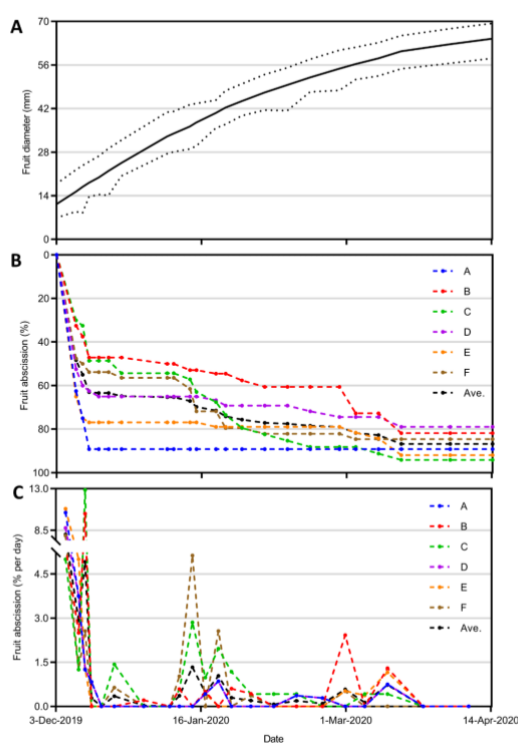 A
70
56
42
28
14
0
Fruit diameter (mm)
B
0
20
40
60
80
100
Fruit abscission (%)
A
B
C
D
E
F
Ave.
C
13.0
8.5
4.5
3.0
1.5
0.0
Fruit abscission (% per day)
A
B
C
D
E
F
Ave.
3-Dec-2019
16-Jan-2020
1-Mar-2020
14-Apr-2020
Date